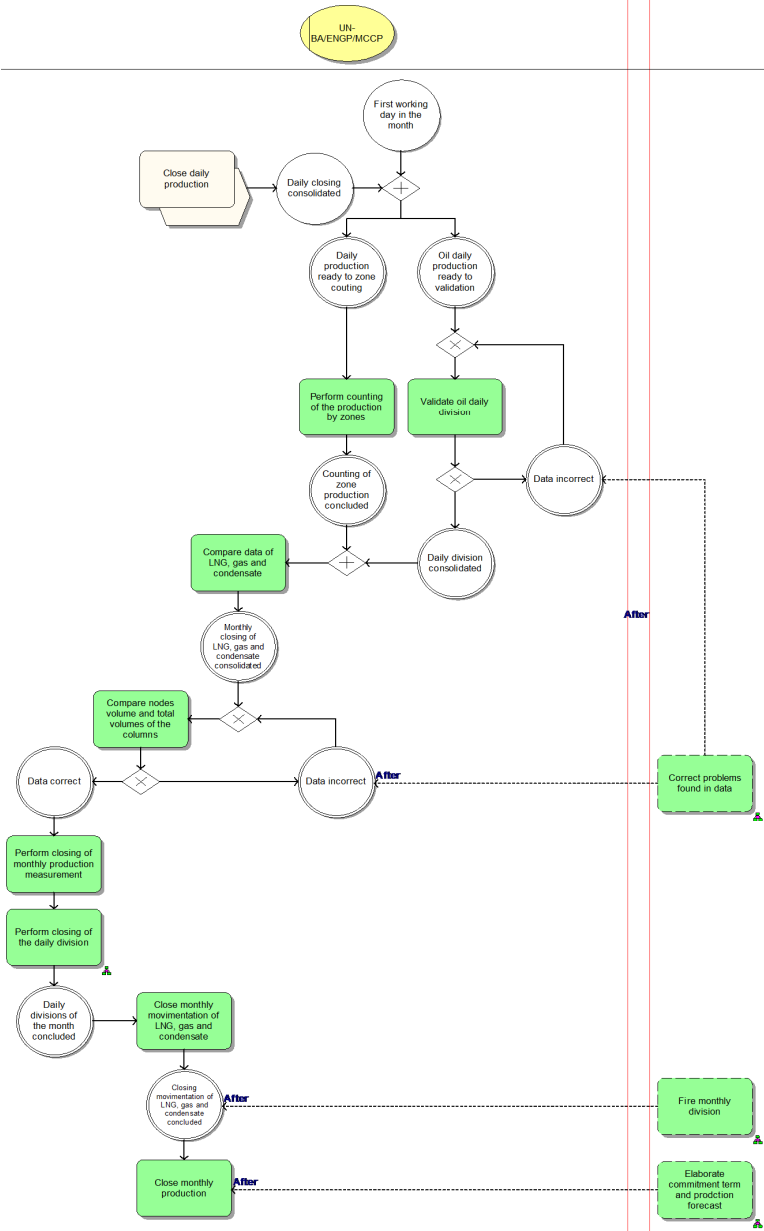 UN-
BA/ENGP/MCCP
First working
day in the
month
Close daily
production
Daily closing
consolidated
Daily
production
ready to zone
couting
Oil daily
production
ready to
validation
Perform counting
of the production
by zones
Validate oil daily
division
Counting of
zone
production
concluded
Data incorrect
Compare data of
LNG, gas and
condensate
Daily division
consolidated
After
Monthly
closing of
LNG, gas and
condensate
consolidated
Compare nodes
volume and total
volumes of the
columns
Data correct
Data incorrect
After
Correct problems
found in data
Perform closing of
monthly production
measurement
Perform closing of
the daily division
Daily
divisions of
the month
concluded
Close monthly
movimentation of
LNG, gas and
condensate
Closing
movimentation of
LNG, gas and
condensate
concluded
After
Fire monthly
division
Close monthly
production
After
Elaborate
commitment term
and prodction
forecast